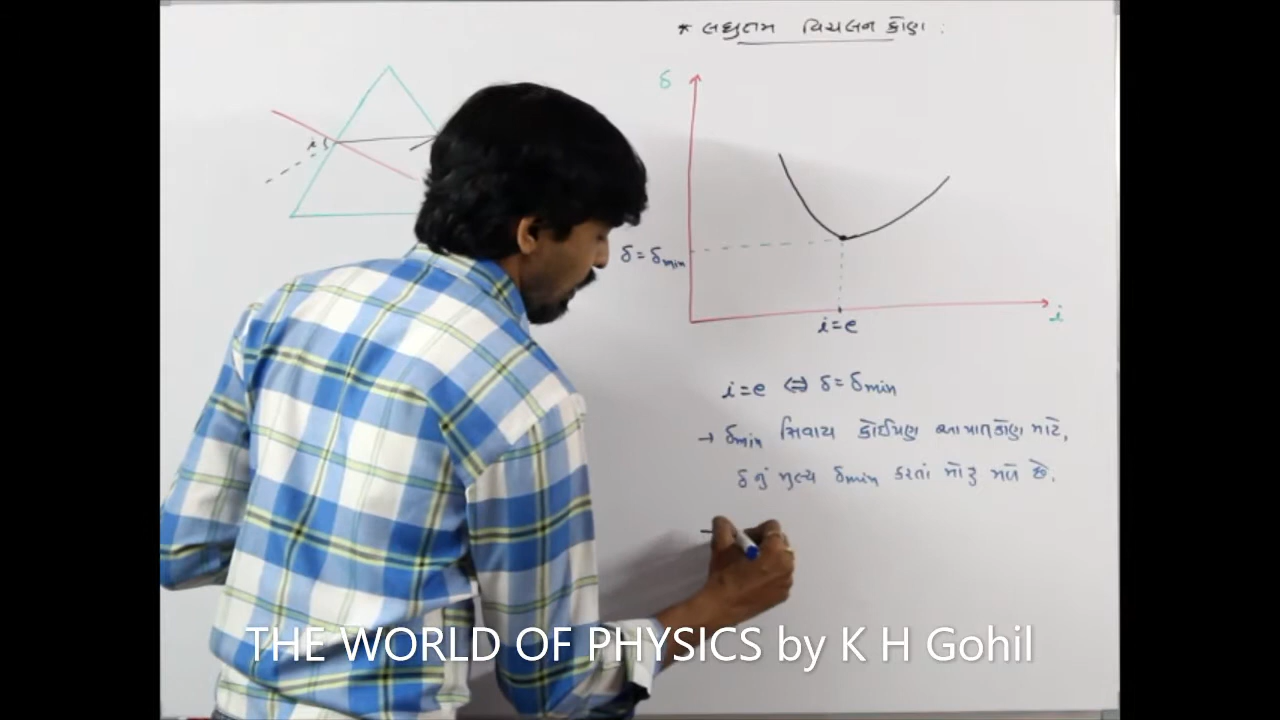 * લઘુતમ વિચલન કોણ :
δ
i
δ = δmin
i = e
i
i = e ⇔ δ = δmin
→ δmin સિવાય કોઈપણ આપાતકોણ માટે,
δ નું મુલ્ય δmin કરતાં મોટુ મળે છે.
THE WORLD OF PHYSICS by K H Gohil